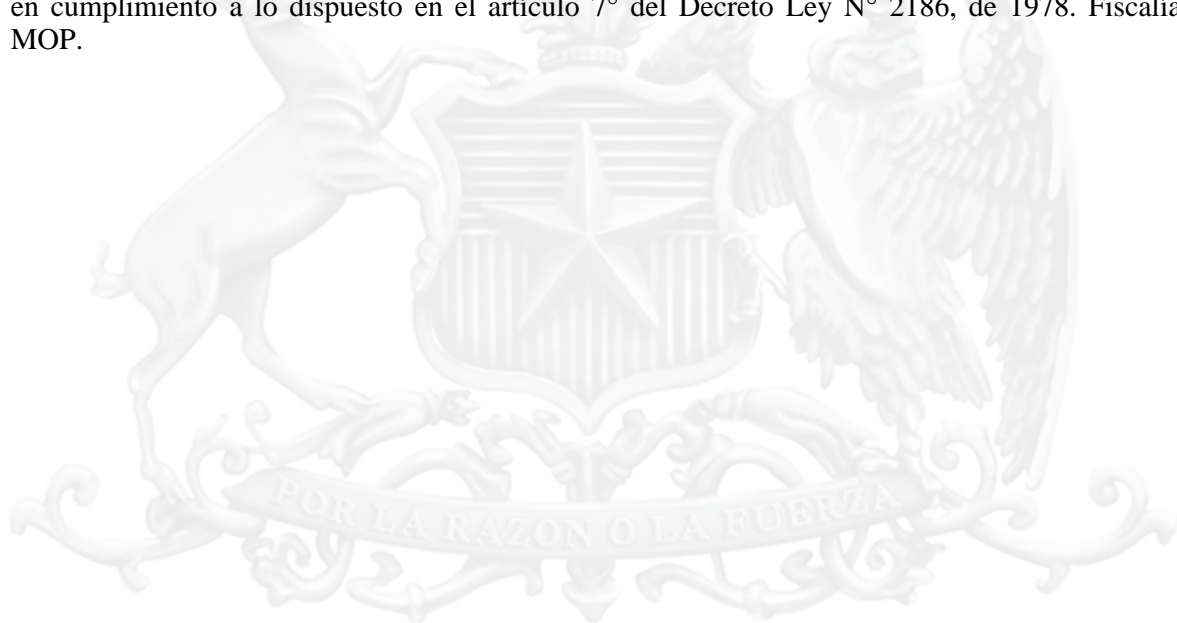 en cumplimiento a lo dispuesto en el artículo 7° del Decreto Ley N° 2186, de 1978. Fiscalía
MOP.
POR LA RAZON O LA FUERZA